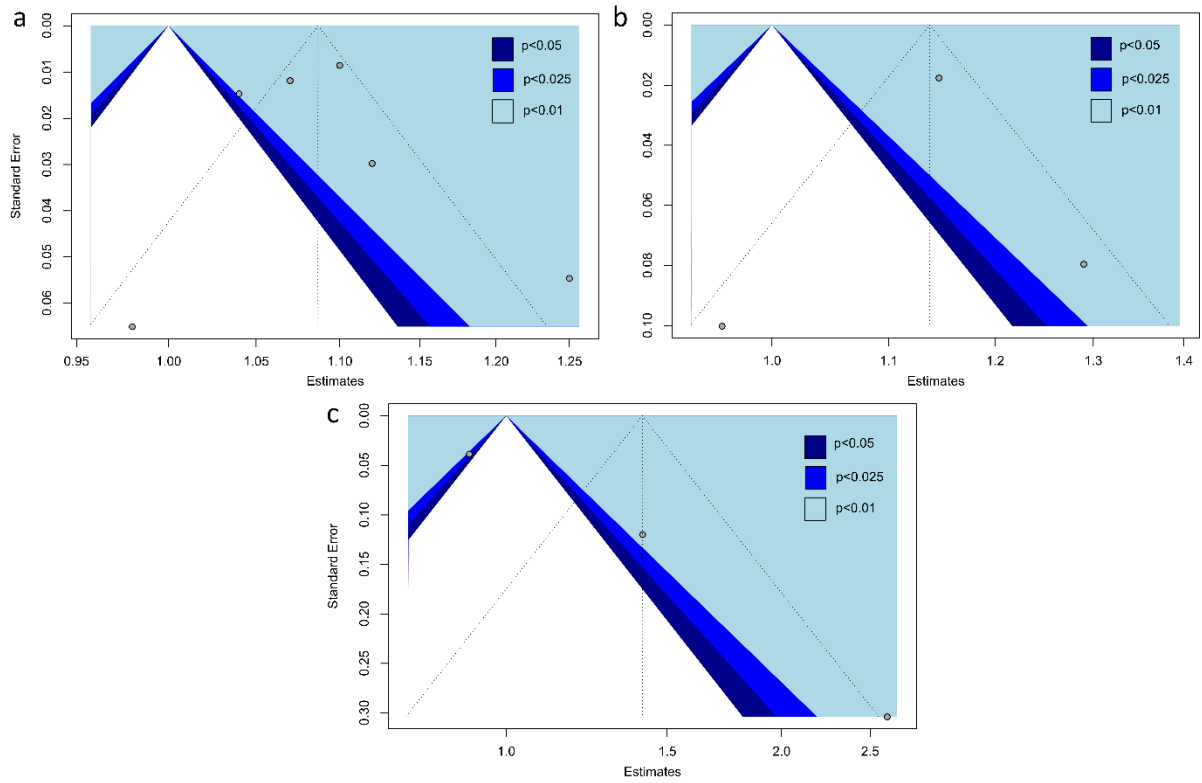 a
0.00
0.01
0.02
0.03
0.04
0.05
0.06
Standard Error
p<0.05
p<0.025
p<0.01
0.95
1.00
1.05
1.10
1.15
1.20
1.25
Estimates
b
0.00
0.02
0.04
0.06
0.08
0.10
p<0.05
p<0.025
p<0.01
1.0
1.1
1.2
1.3
1.4
Estimates
c
0.00
0.05
0.10
0.15
0.20
0.25
0.30
Standard Error
p<0.05
p<0.025
p<0.01
1.0
1.5
2.0
2.5
Estimates